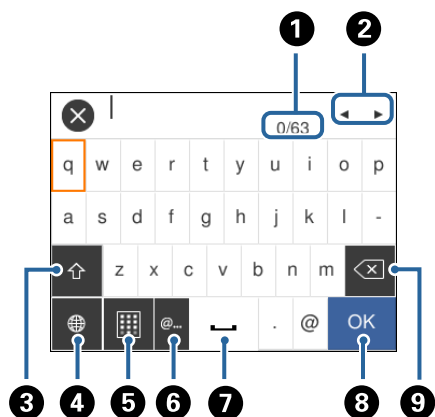 1 2
0/63
q w e r t y u i o p
a s d f g h j k l -
z x c v b n m
@... . @ OK
3 4 5 6 7 8 9